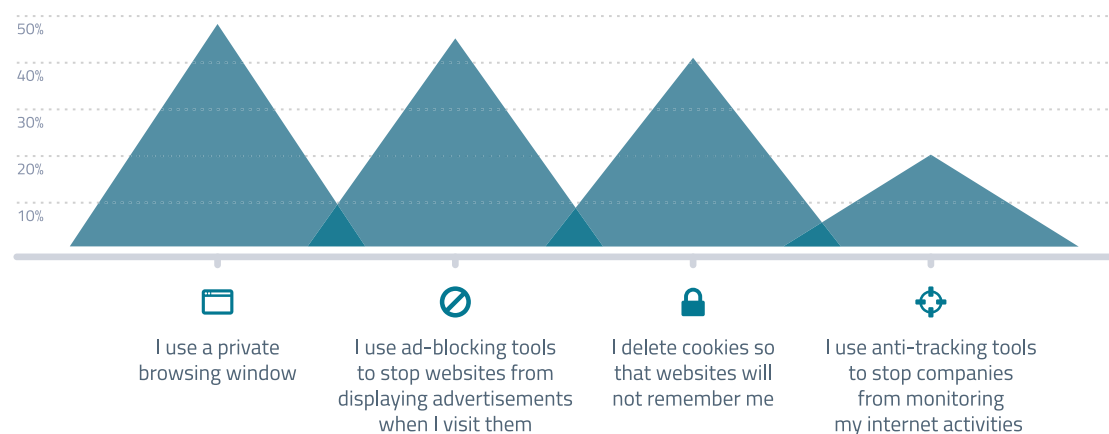 50%
40%
30%
20%
10%
I use a private
browsing window
I use ad-blocking tools
to stop websites from
displaying advertisements
when I visit them
I delete cookies so
that websites will
not remember me
I use anti-tracking tools
to stop companies
from monitoring
my internet activities